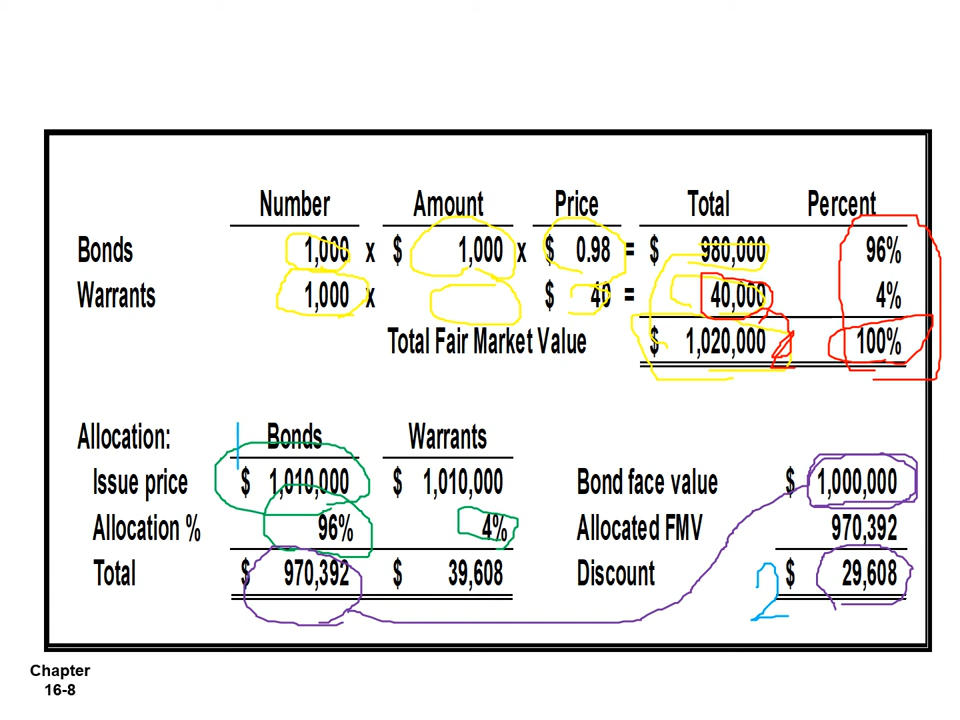 Number Amount Price Total Percent
Bonds 1,000 x $ 1,000 x $ 0.98 = $ 980,000 96%
Warrants 1,000 x $ 40 = 40,000 4%
Total Fair Market Value $ 1,020,000 100%
Allocation: Bonds Warrants
Issue price $ 1,010,000 $ 1,010,000 Bond face value $ 1,000,000
Allocation % 96% 4% Allocated FMV 970,392
Total $ 970,392 $ 39,608 Discount 2 $ 29,608
Chapter
16-8